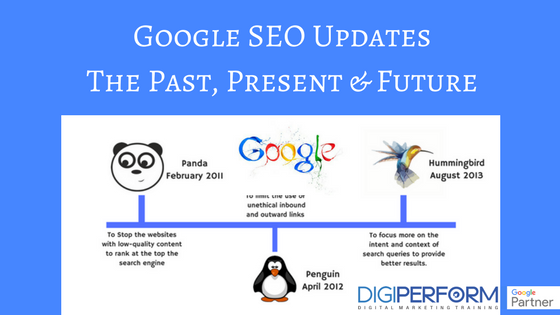 Google SEO Updates
The Past, Present & Future
Panda
February 2011
Google
Hummingbird
August 2013
To limit the use of
unethical inbound
and outward links
To Stop the websites
with low-quality content
to rank at the top the
search engine
To focus more on the
intent and context of
search queries to provide
better results.
Penguin
April 2012
DIGIPERFORM
DIGITAL MARKETING TRAINING
Google
Partner